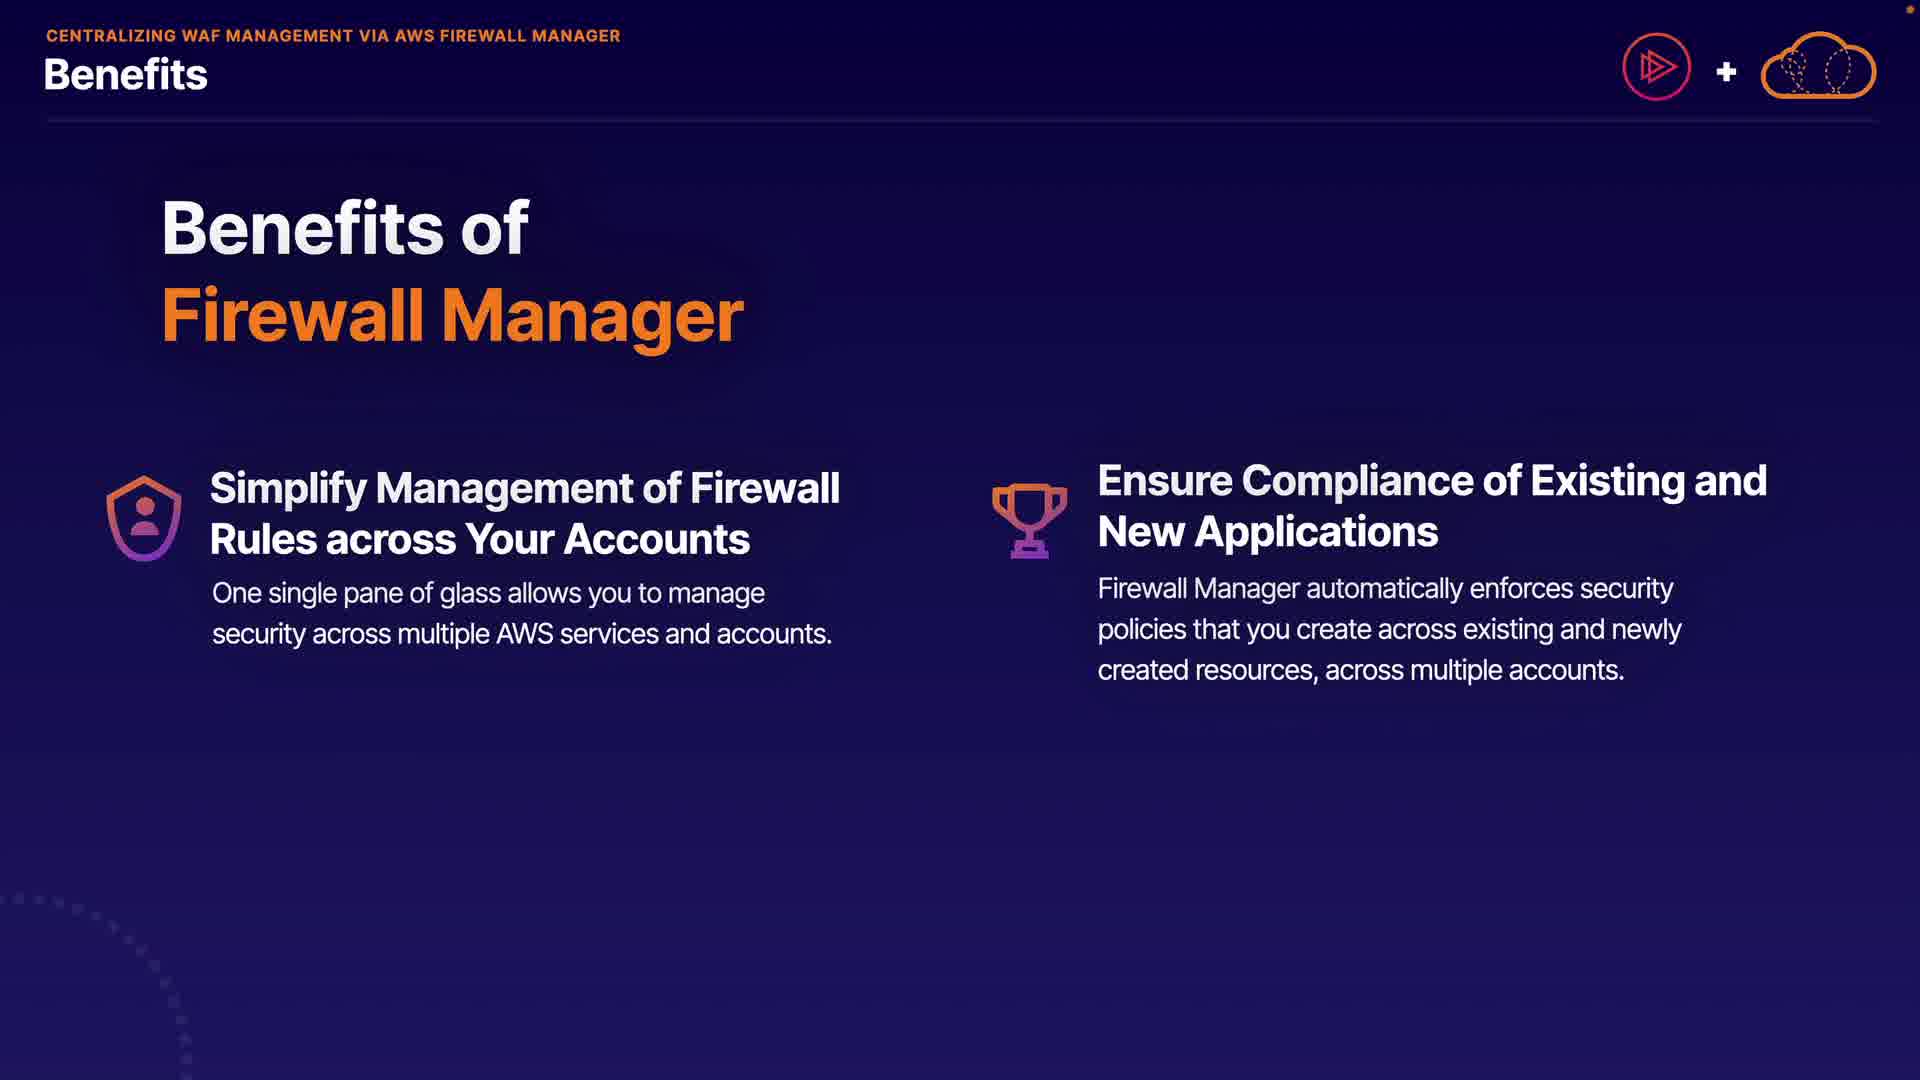 CENTRALIZING WAF MANAGEMENT VIA AWS FIREWALL MANAGER
Benefits
Benefits of
Firewall Manager
Simplify Management of Firewall
Rules across Your Accounts
One single pane of glass allows you to manage
security across multiple AWS services and accounts.
Ensure Compliance of Existing and
New Applications
Firewall Manager automatically enforces security
policies that you create across existing and newly
created resources, across multiple accounts.